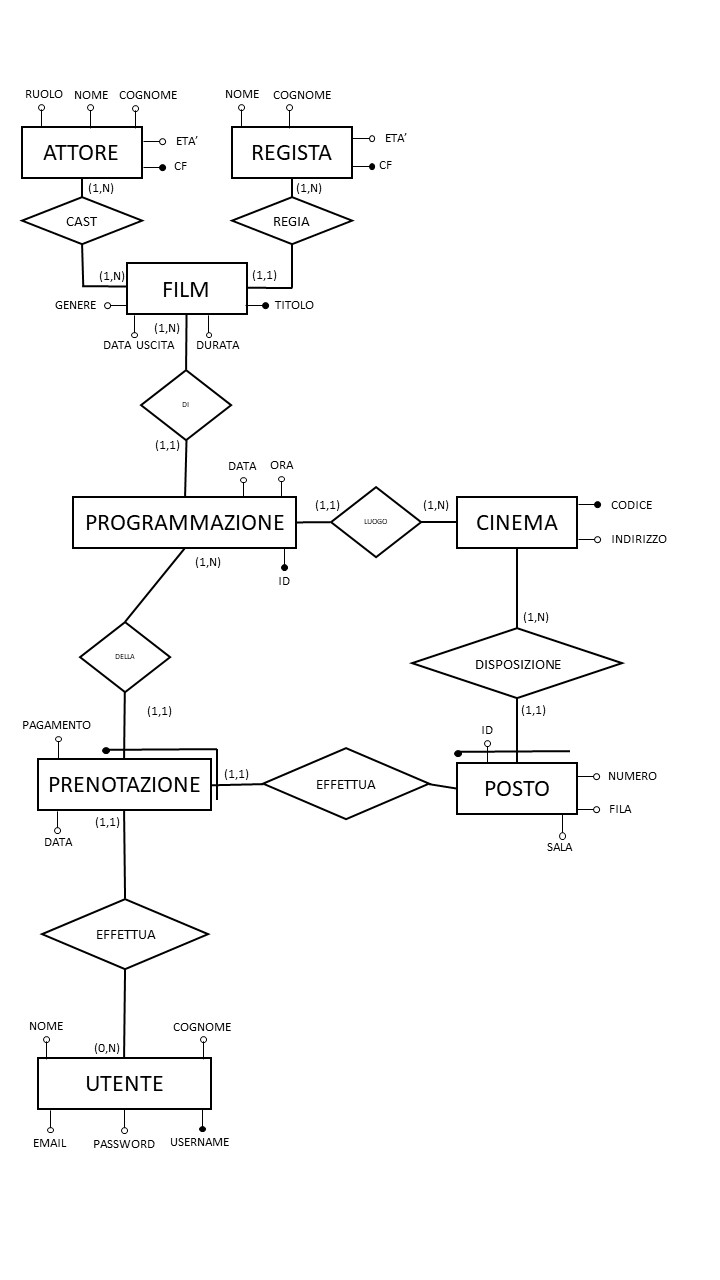 RUOLO NOME COGNOME NOME COGNOME
ATTORE ETA' CF REGISTA ETA' CF
(1,N) (1,N)
CAST REGIA
(1,N) FILM (1,1)
GENERE TITOLO
(1,N)
DATA USCITA DURATA
DI
(1,1)
DATA ORA
PROGRAMMAZIONE (1,1) LUOGO (1,N) CINEMA CODICE
INDIRIZZO
(1,N)
ID
(1,N)
DELLA DISPOSIZIONE
(1,1) (1,1)
PAGAMENTO ID
PRENOTAZIONE (1,1) EFFETTUA POSTO NUMERO
FILA
(1,1)
DATA SALA
EFFETTUA
NOME COGNOME
(0,N)
UTENTE
EMAIL PASSWORD USERNAME